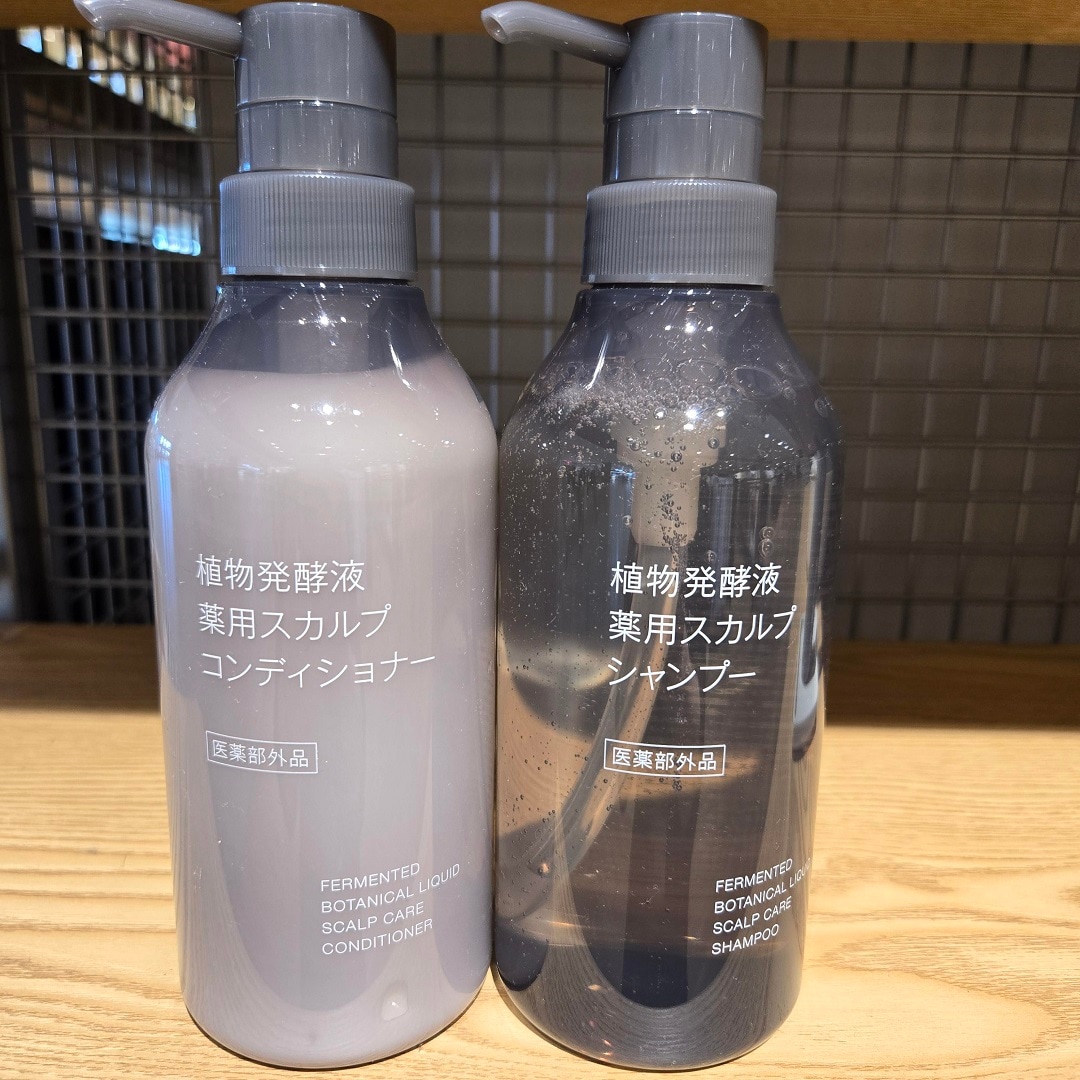 植物発酵液
薬用スカルプ
コンディショナー
医薬部外品
FERMENTED
BOTANICAL LIQUID
SCALP CARE
CONDITIONER
植物発酵液
薬用スカルプ
シャンプー
医薬部外品
FERMENTED
BOTANICAL LIQUID
SCALP CARE
SHAMPOO